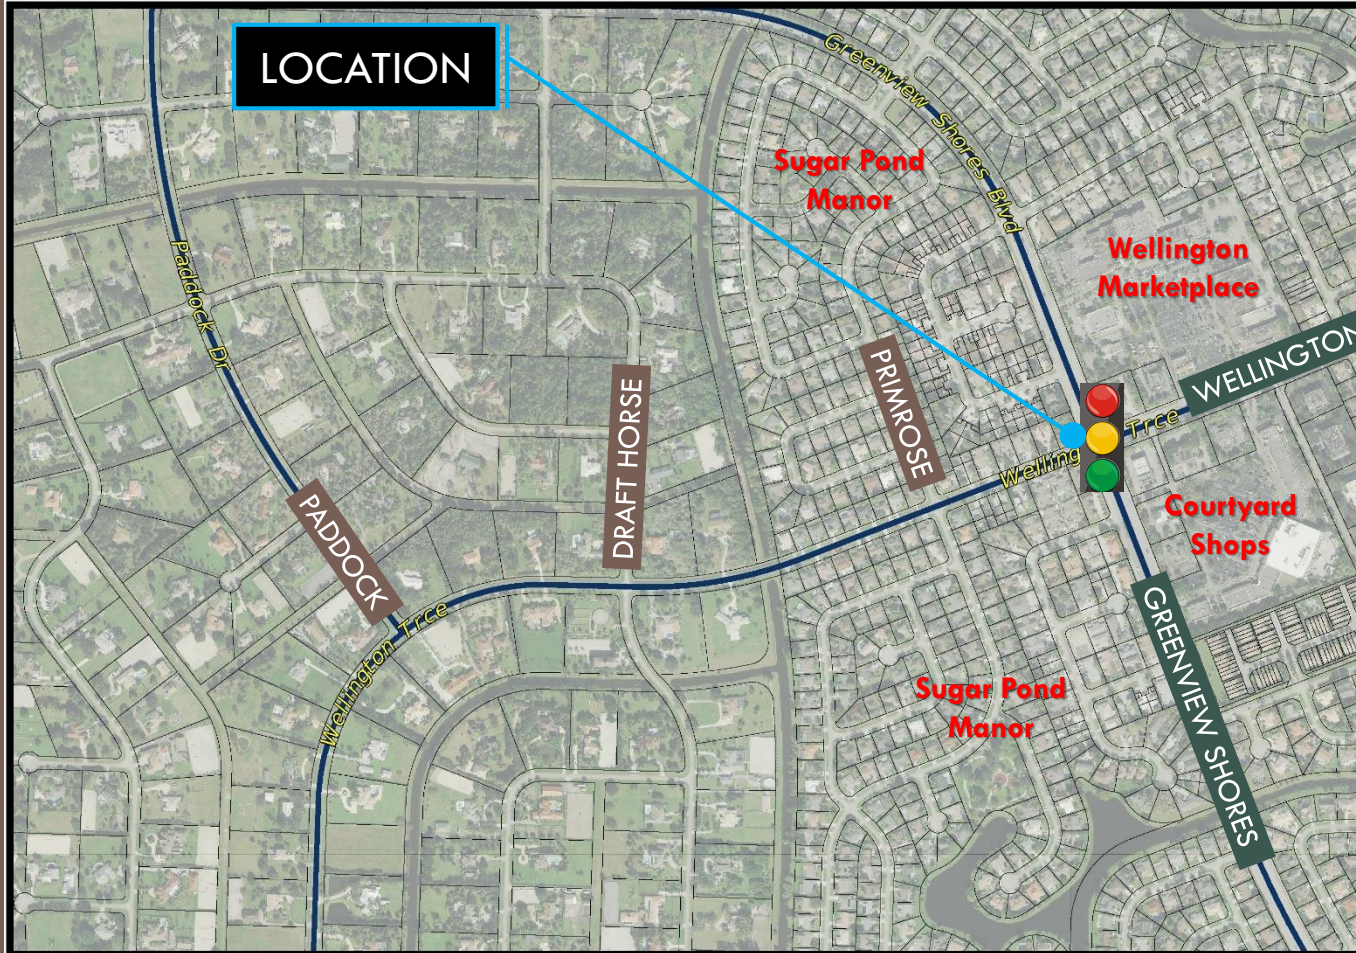 LOCATION
Greenview Shores Blvd
Sugar Pond
Manor
Wellington
Marketplace
Paddock Dr
WELLINGTON
PRIMROSE
DRAFT HORSE
Welling Trce
PADDOCK
Courtyard
Shops
GREENVIEW SHORES
Wellington Trce
Sugar Pond
Manor